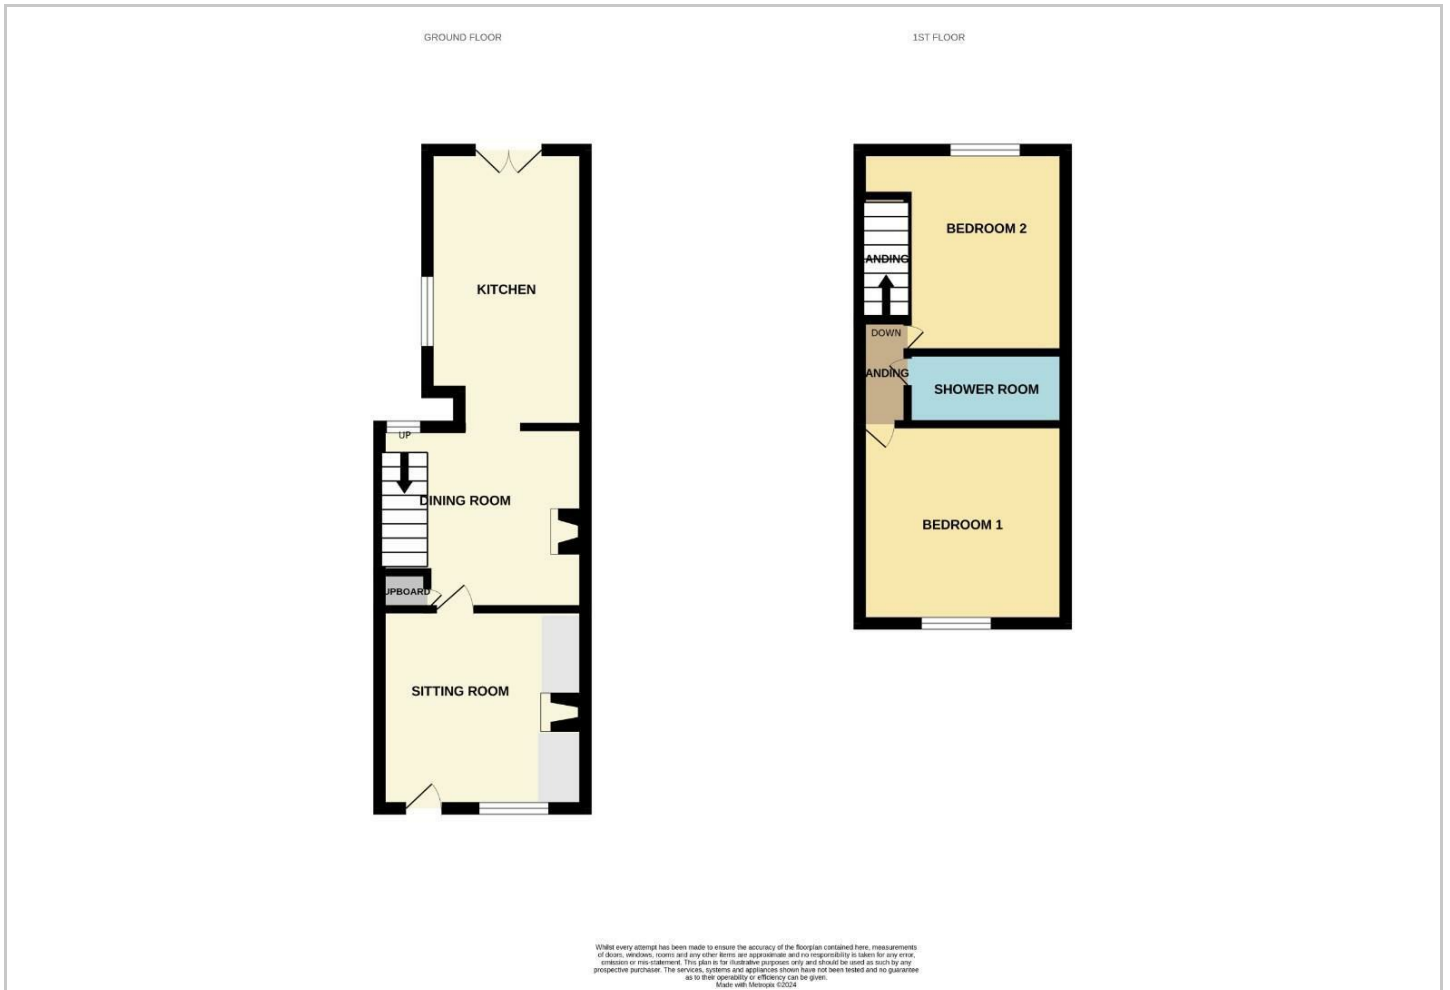 GROUND FLOOR
1ST FLOOR
KITCHEN
UP
DINING ROOM
UPBOARD
SITTING ROOM
BEDROOM 2
ANDING
DOWN
ANDING
SHOWER ROOM
BEDROOM 1
Whilst every attempt has been made to ensure the accuracy of the floorplan contained here, measurements
of doors, windows, rooms and any other items are approximate and no responsibility is taken for any error,
omission or mis-statement. This plan is for illustrative purposes only and should be used as such by any
prospective purchaser. The services, systems and appliances shown have not been tested and no guarantee
as to their operability or efficiency can be given.
Made with Metropix ©2024